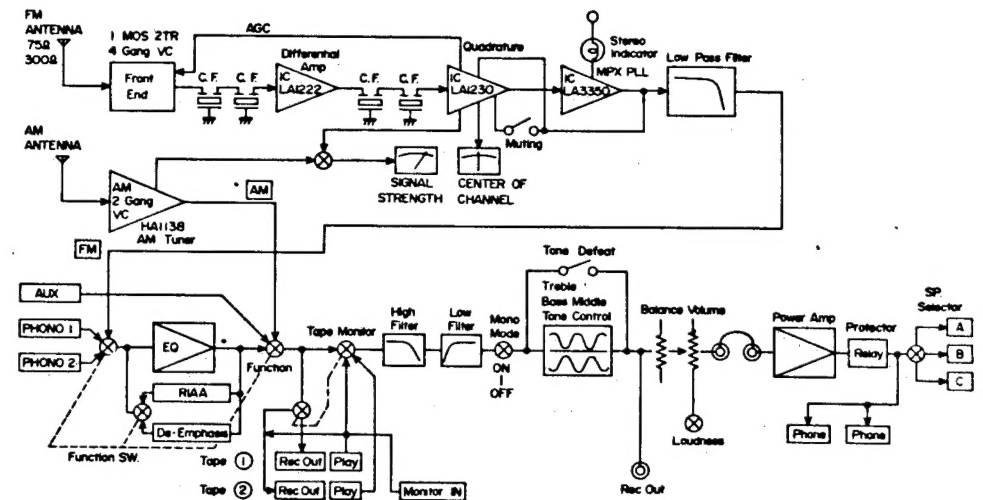 FM
ANTENNA
75Ω
300Ω
1 MOS 2TR
4 Gang VC
Front
End
AGC
C.F.
C.F.
Differential
Amp
IC
LA1222
C.F.
C.F.
Quadrature
IC
LA1230
Stereo
Indicator
MPX PLL
IC
LA3350
Low Pass Filter
Muting
SIGNAL
STRENGTH
CENTER OF
CHANNEL
AM
ANTENNA
AM
2 Gang
VC
HA1138
AM Tuner
AM
FM
AUX
PHONO 1
PHONO 2
EQ
RIAA
De-Emphasis
Function SW.
Function
Tape Monitor
High
Filter
Low
Filter
Mono
Mode
ON
|
OFF
Tone Defeat
Treble
Bass Middle
Tone Control
Balance Volume
Loudness
Power Amp
Protector
Relay
SP.
Selector
A
B
C
Phone
Phone
Tape ①
Rec Out
Play
Tape ②
Rec Out
Play
Monitor IN
Rec Out